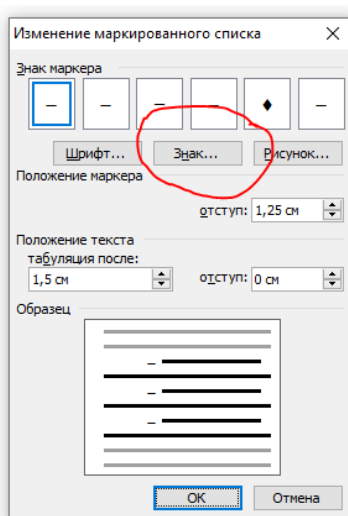 Изменение маркированного списка
Знак маркера
Шрифт... Знак... Рисунок...
Положение маркера
отступ: 1,25 см
Положение текста
табуляция после:
1,5 см отступ: 0 см
Образец
ОК Отмена